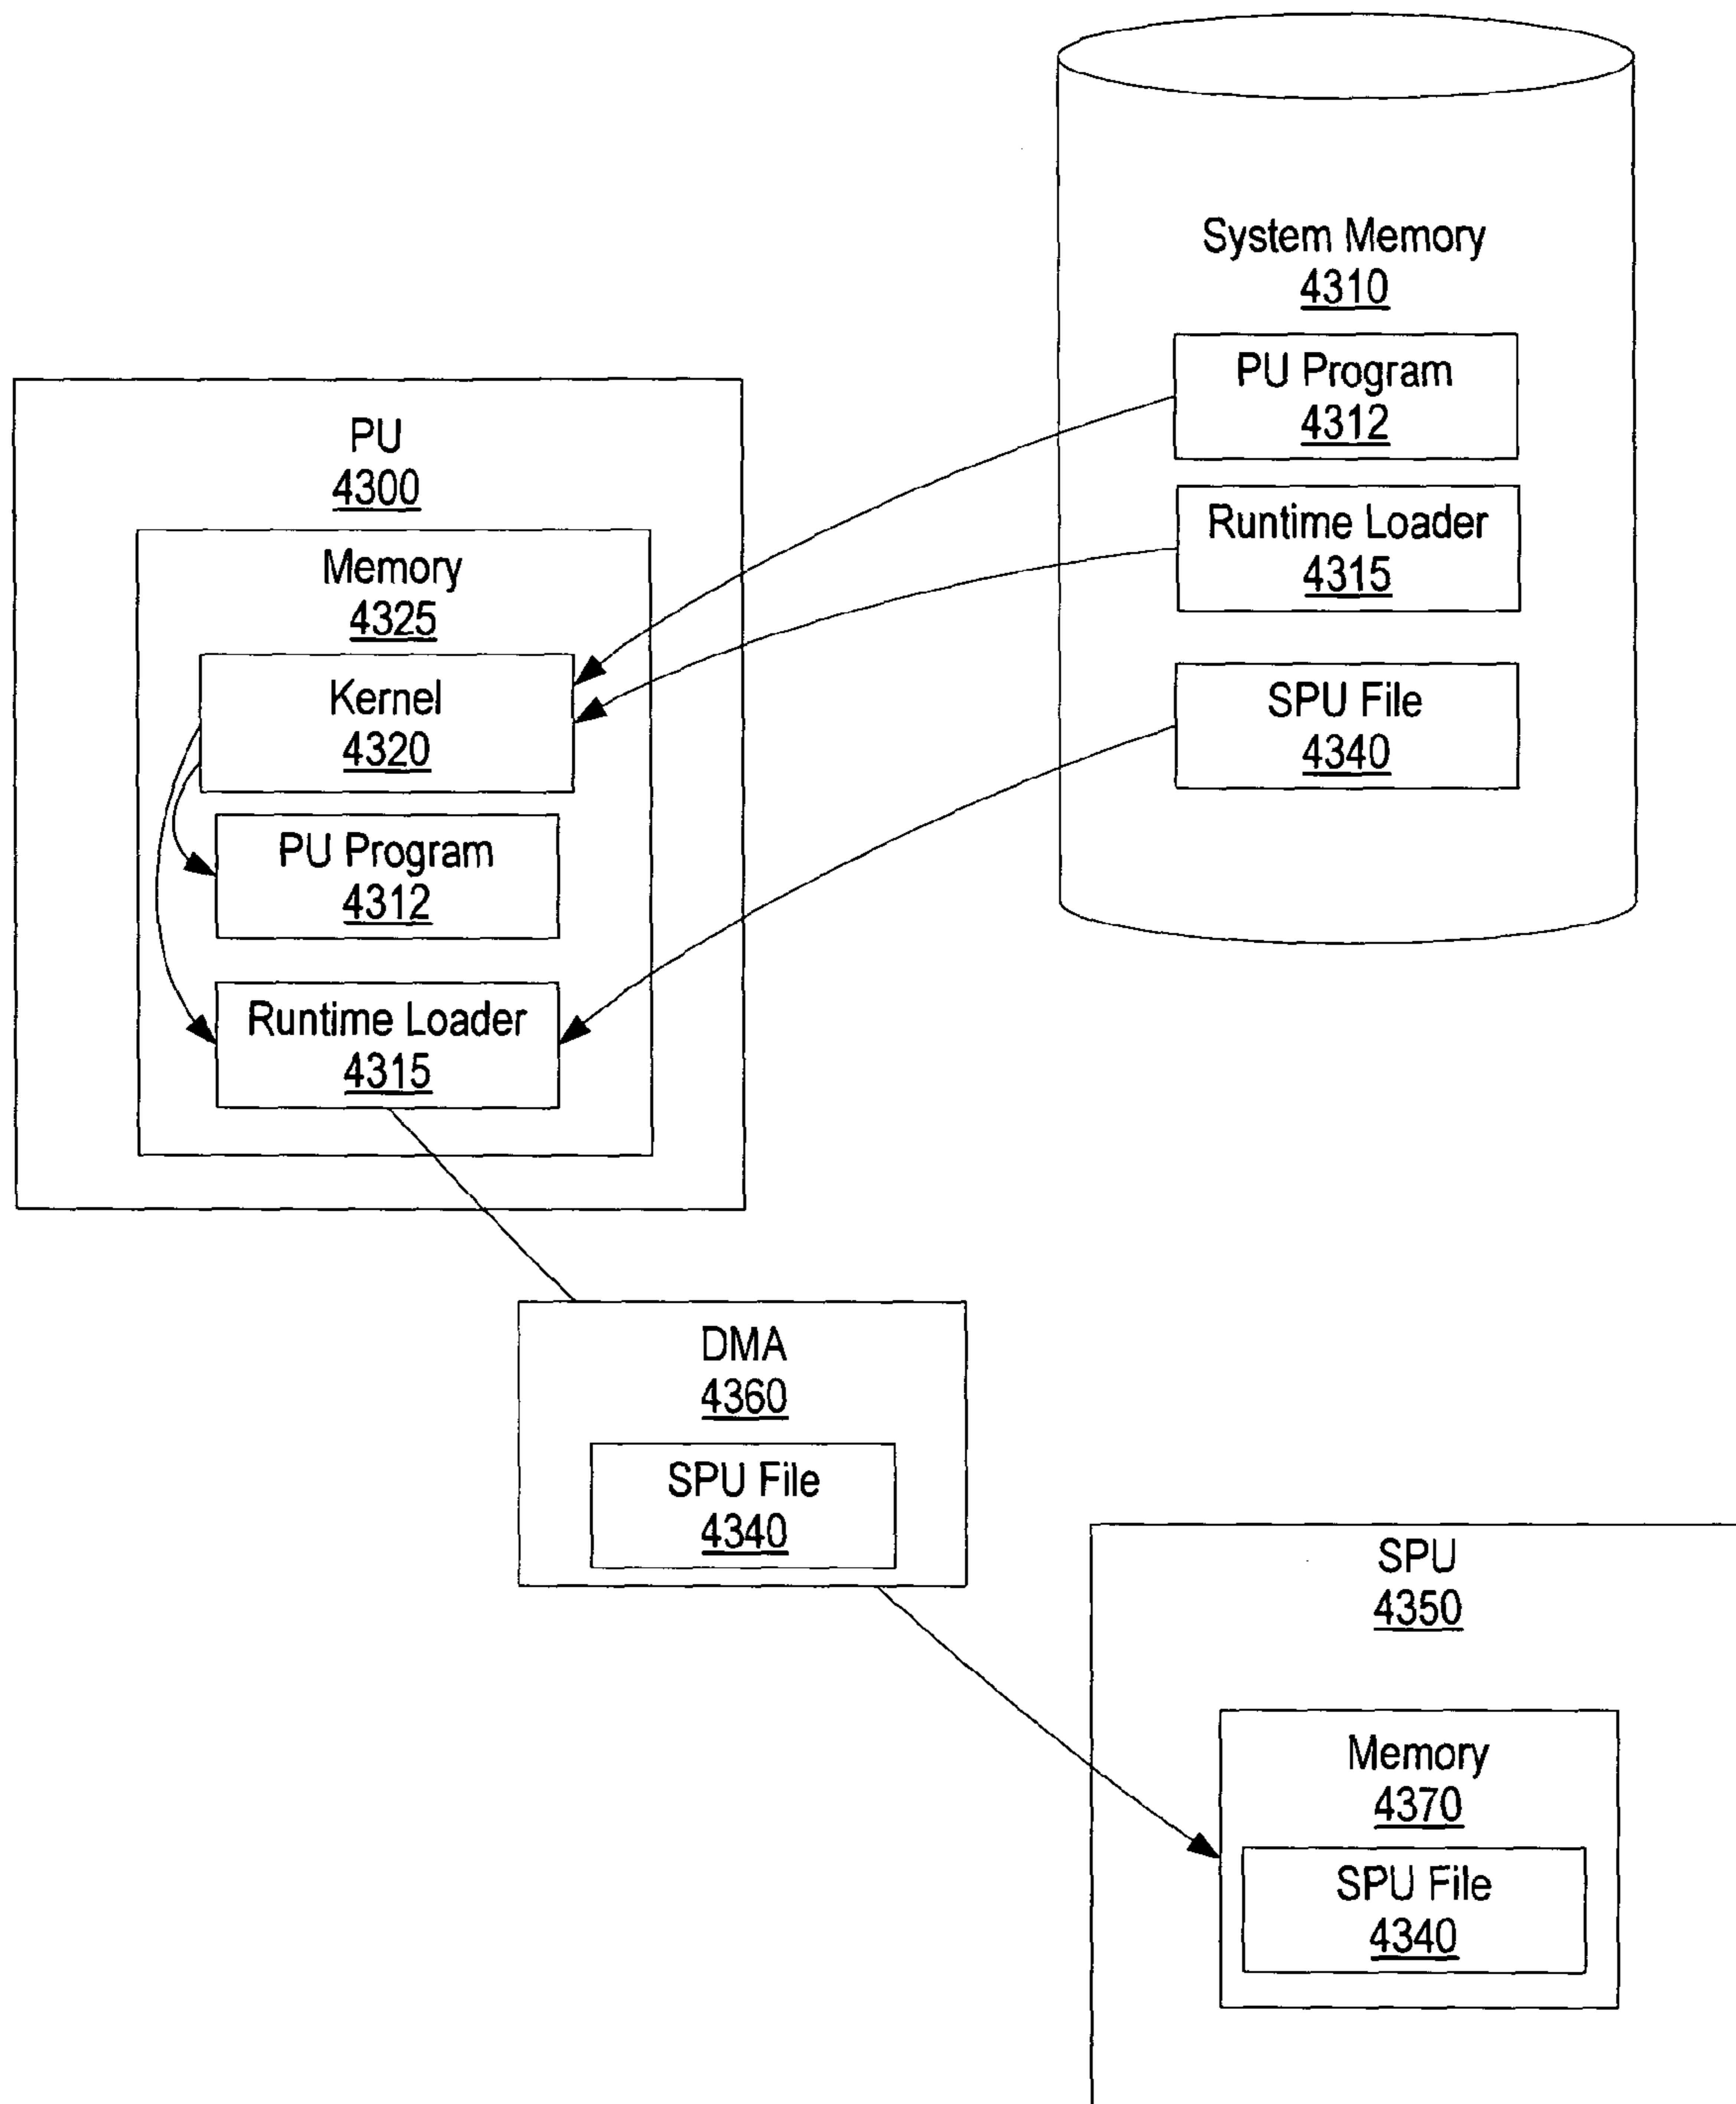 System Memory
4310
PU Program
4312
Runtime Loader
4315
SPU File
4340
PU
4300
Memory
4325
Kernel
4320
PU Program
4312
Runtime Loader
4315
DMA
4360
SPU File
4340
SPU
4350
Memory
4370
SPU File
4340